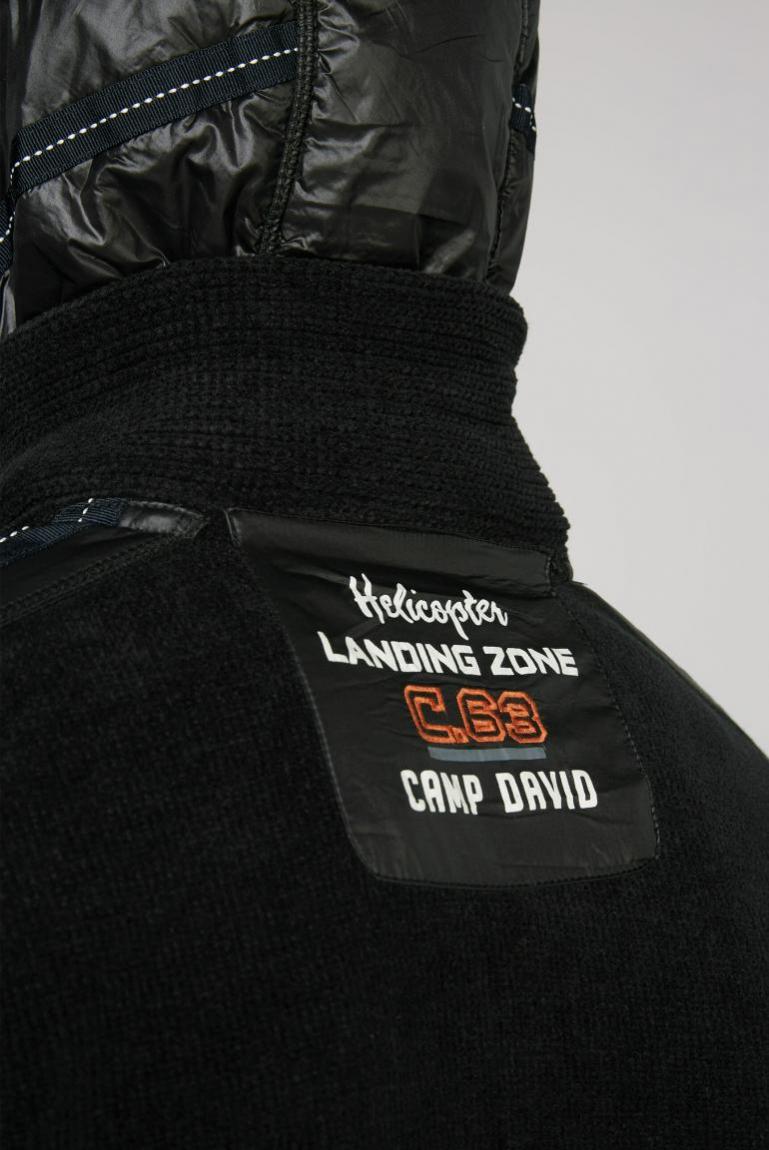 Helicopter
LANDING ZONE
C.63
CAMP DAVID